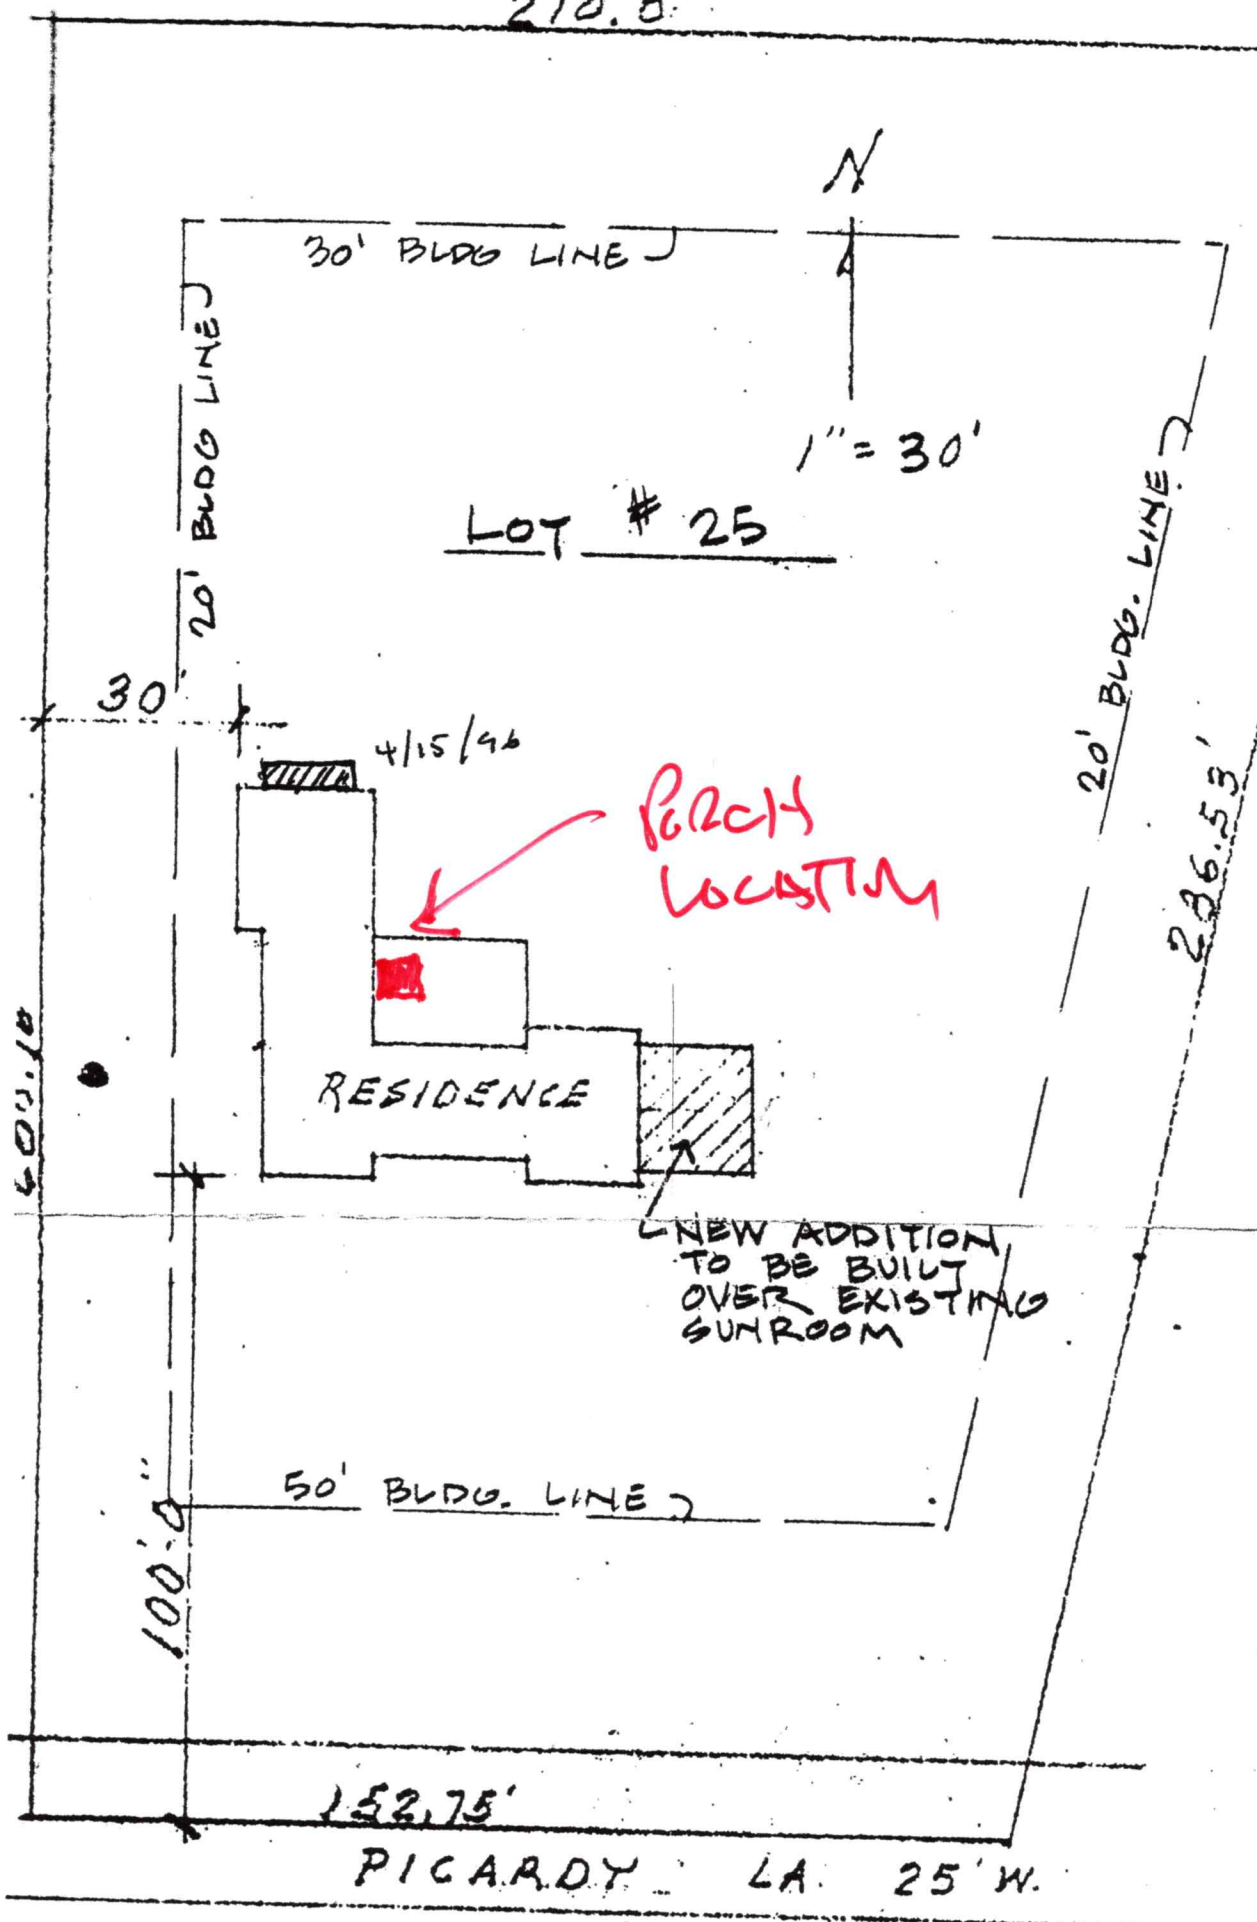 N
30' BLDG LINE
20' BLDG LINE
1" = 30'
LOT # 25
20' BLDG. LINE
30'
4/15/96
PORCH
LOCATION
286.53'
RESIDENCE
NEW ADDITION
TO BE BUILT
OVER EXISTING
SUNROOM
50' BLDG. LINE
100'-0"
152.75'
PICARDY LA. 25' W.